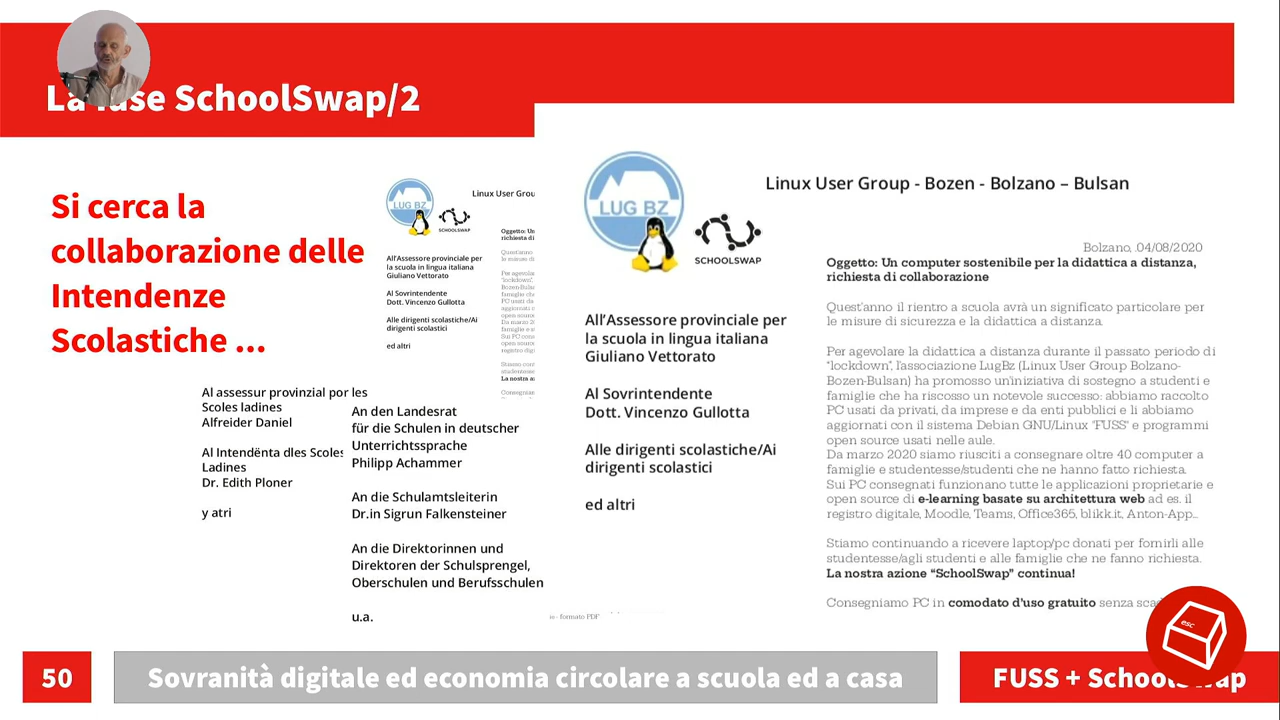 La fase SchoolSwap/2
Si cerca la
collaborazione delle
Intendenze
Scolastiche ...
LUG BZ
SCHOOLSWAP
Linux User Grou
All'Assessore provinciale per
la scuola in lingua italiana
Giuliano Vettorato
Al Sovrintendente
Dott. Vincenzo Gullotta
Alle dirigenti scolastiche/Ai
dirigenti scolastici
ed altri
Al assessur provinzial por les
Scoles ladines
Alfreider Daniel
Al Intendënta dles Scoles
Ladines
Dr. Edith Ploner
y atri
An den Landesrat
für die Schulen in deutscher
Unterrichtssprache
Philipp Achammer
An die Schulamtsleiterin
Dr.in Sigrun Falkensteiner
An die Direktorinnen und
Direktoren der Schulsprengel,
Oberschulen und Berufsschulen
u.a.
formato PDF
LUG BZ
SCHOOLSWAP
Linux User Group - Bozen - Bolzano – Bulsan
All'Assessore provinciale per
la scuola in lingua italiana
Giuliano Vettorato
Al Sovrintendente
Dott. Vincenzo Gullotta
Alle dirigenti scolastiche/Ai
dirigenti scolastici
ed altri
Bolzano, .04/08/2020
Oggetto: Un computer sostenibile per la didattica a distanza,
richiesta di collaborazione
Quest'anno il rientro a scuola avrà un significato particolare per
le misure di sicurezza e la didattica a distanza.
Per agevolare la didattica a distanza durante il passato periodo di
"lockdown", l'associazione LugBz (Linux User Group Bolzano-
Bozen-Bulsan) ha promosso un'iniziativa di sostegno a studenti e
famiglie che ha riscosso un notevole successo: abbiamo raccolto
PC usati da privati, da imprese e da enti pubblici e li abbiamo
aggiornati con il sistema Debian GNU/Linux "FUSS" e programmi
open source usati nelle aule.
Da marzo 2020 siamo riusciti a consegnare oltre 40 computer a
famiglie e studentesse/studenti che ne hanno fatto richiesta.
Sui PC consegnati funzionano tutte le applicazioni proprietarie e
open source di e-learning basate su architettura web ad es. il
registro digitale, Moodle, Teams, Office365, blikk.it, Anton-App...
Stiamo continuando a ricevere laptop/pc donati per fornirli alle
studentesse/agli studenti e alle famiglie che ne fanno richiesta.
La nostra azione “SchoolSwap” continua!
Consegniamo PC in comodato d'uso gratuito senza
esc
50
Sovranità digitale ed economia circolare a scuola ed a casa
FUSS + SchoolSwap